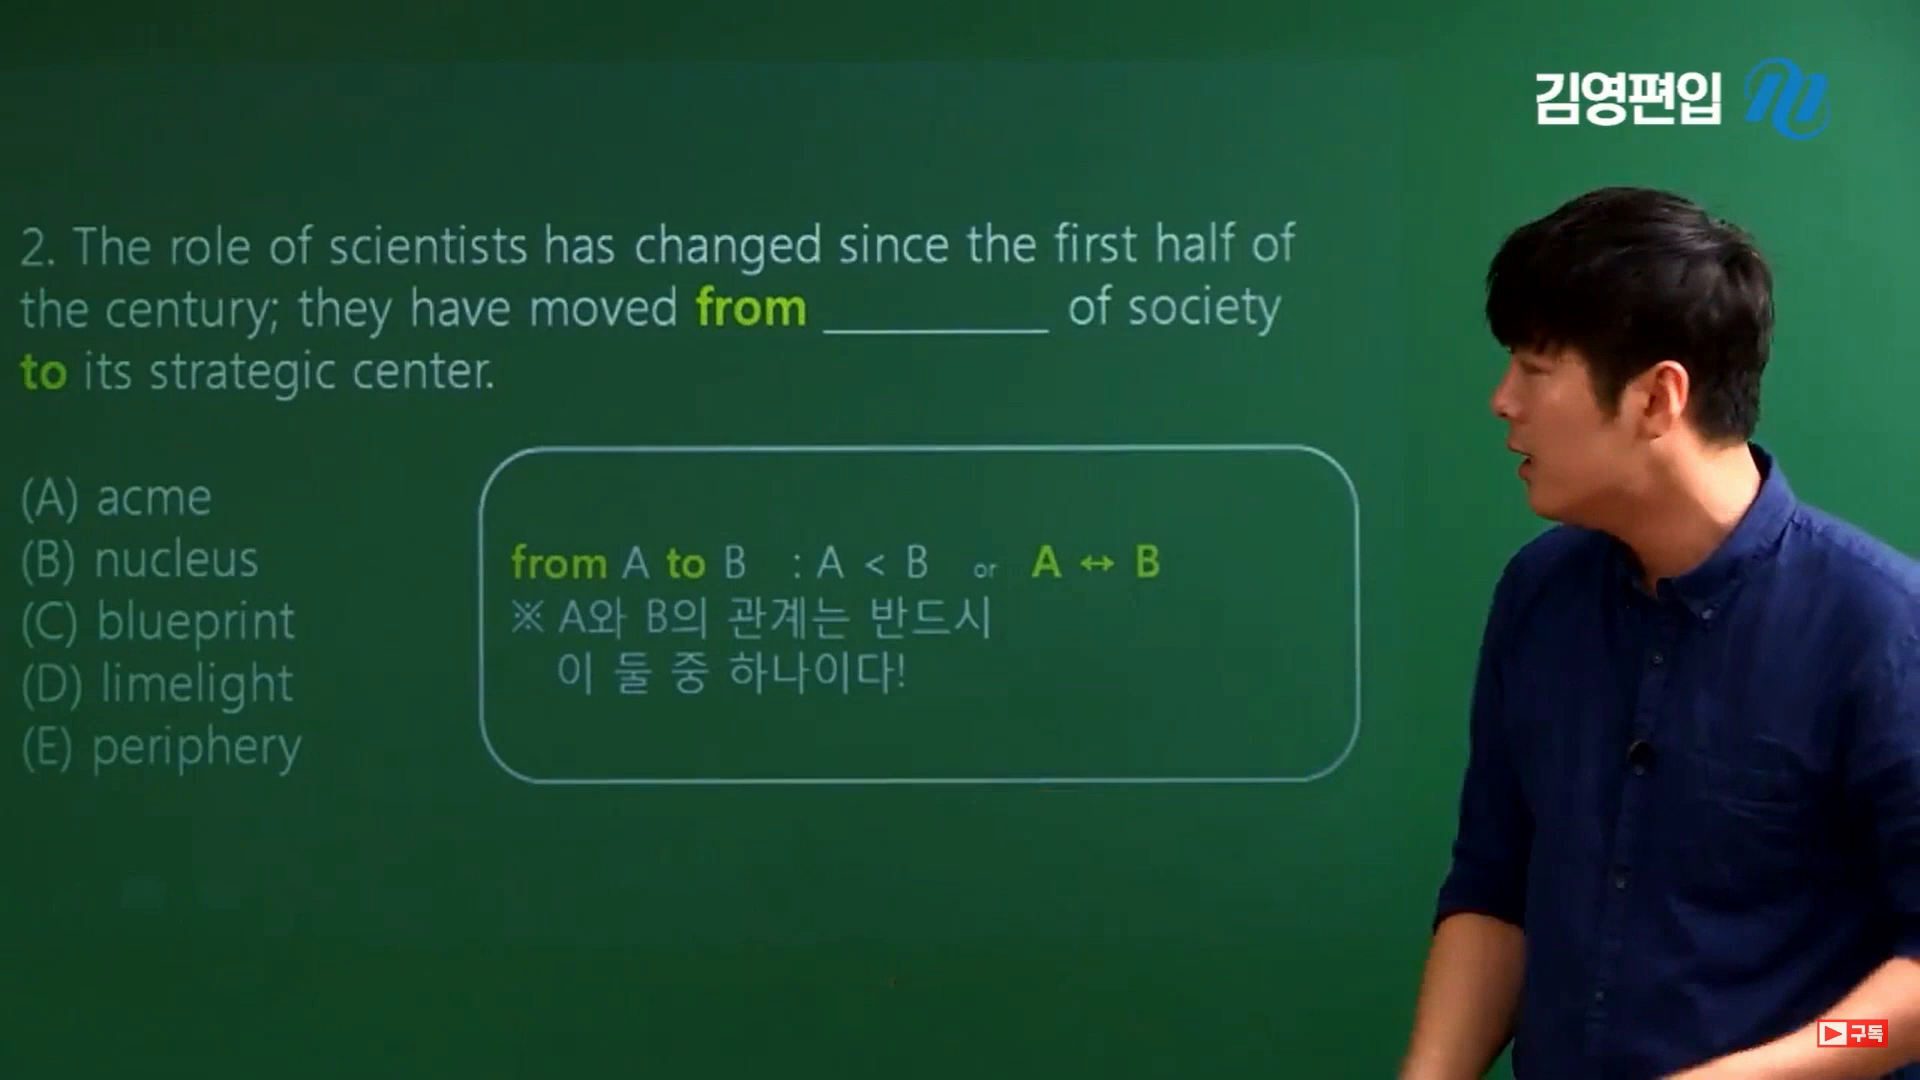 김영편입
2. The role of scientists has changed since the first half of
the century; they have moved from _________ of society
to its strategic center.
(A) acme
(B) nucleus
(C) blueprint
(D) limelight
(E) periphery
from A to B : A < B or A ↔ B
※ A와 B의 관계는 반드시
이 둘 중 하나이다!
구독